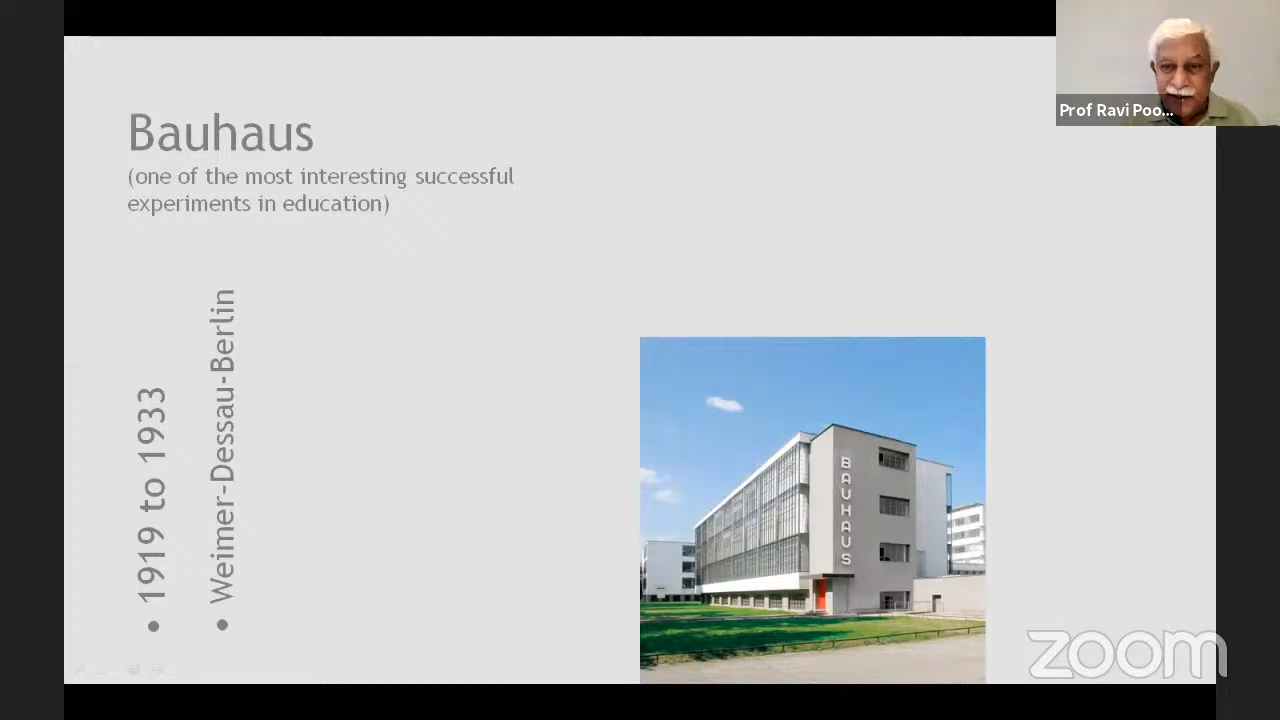 Bauhaus
(one of the most interesting successful
experiments in education)
• 1919 to 1933
• Weimer-Dessau-Berlin
BAUHAUS
Prof Ravi Poo...
zoom